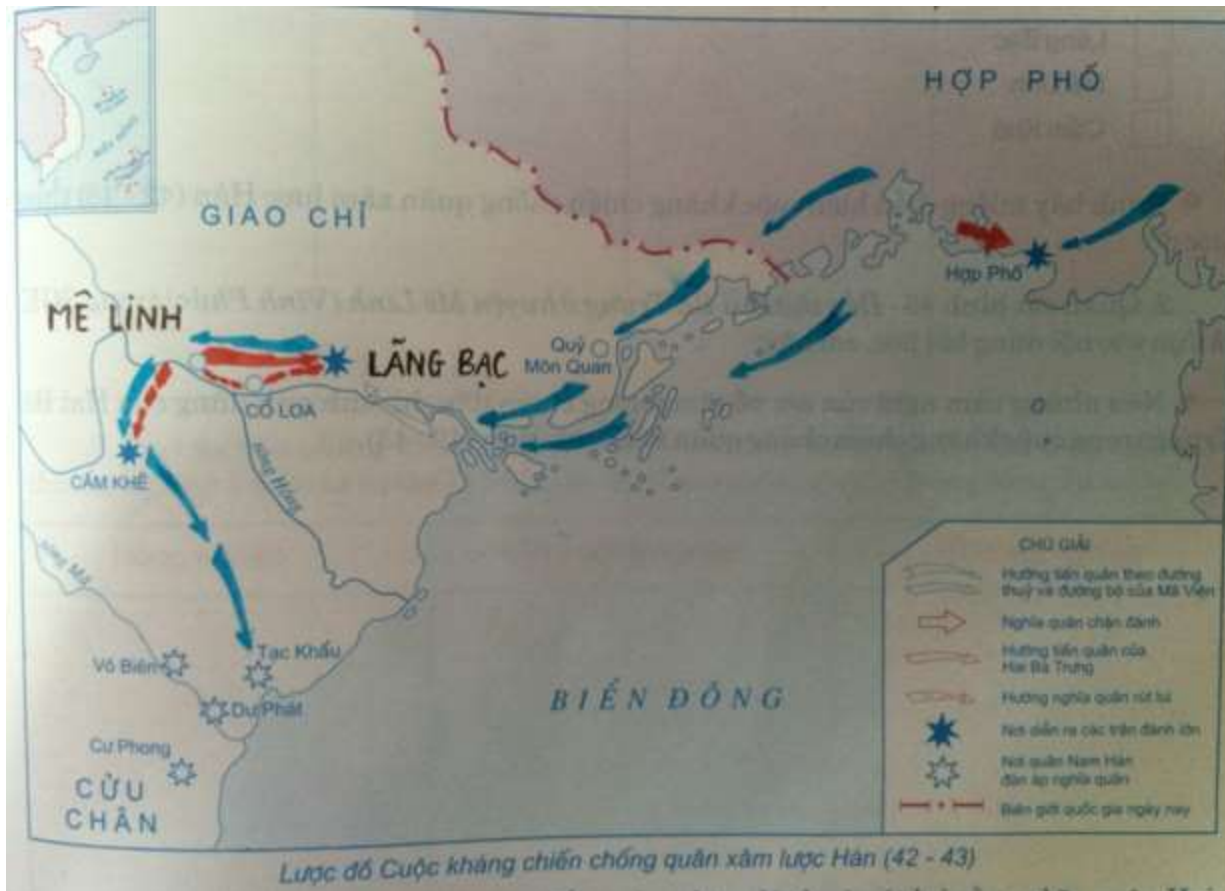 HỢP PHỐ
GIAO CHỈ
Hợp Phố
MÊ LINH
LÃNG BẠC
Quỷ
Môn Quan
CỔ LOA
CẤM KHÊ
sông Hồng
sông Mã
Tạc Khẩu
Vô Biên
Dư Phát
Cư Phong
CỬU
CHÂN
BIỂN ĐÔNG
CHÚ GIẢI
Hướng tiến quân theo đường
thuỷ và đường bộ của Mã Viện
Nghĩa quân chặn đánh
Hướng tiến quân của
Hai Bà Trưng
Hướng nghĩa quân rút lui
Nơi diễn ra các trận đánh lớn
Nơi quân Nam Hán
đàn áp nghĩa quân
Biên giới quốc gia ngày nay
Lược đồ Cuộc kháng chiến chống quân xâm lược Hán (42 - 43)